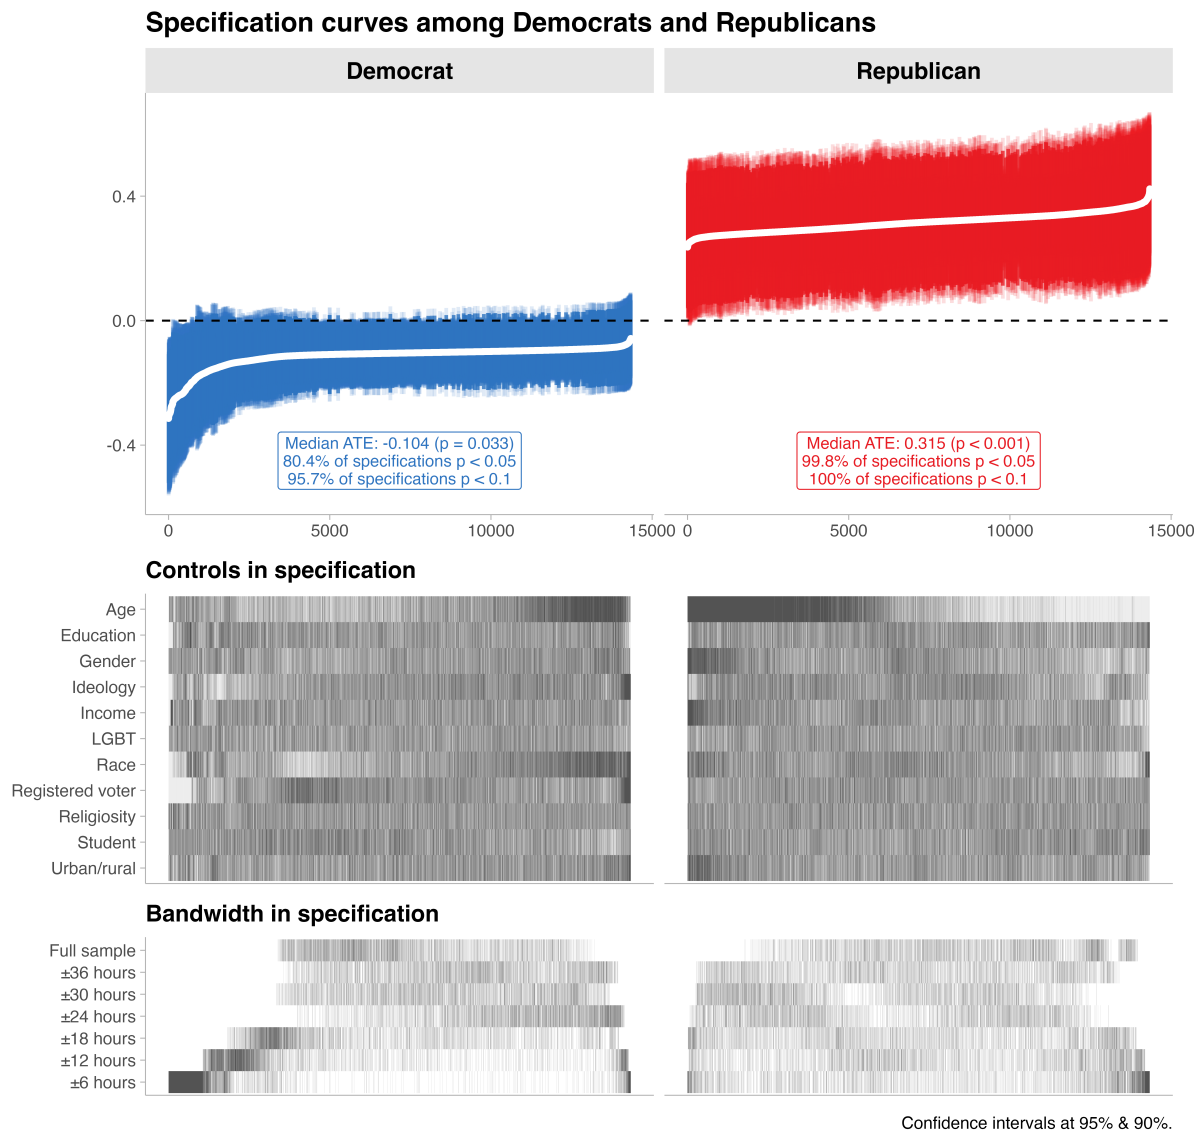 Specification curves among Democrats and Republicans
Democrat
Republican
0.4
0.0
-0.4
Median ATE: -0.104 (p = 0.033)
80.4% of specifications p < 0.05
95.7% of specifications p < 0.1
Median ATE: 0.315 (p < 0.001)
99.8% of specifications p < 0.05
100% of specifications p < 0.1
0 5000 10000 15000
0 5000 10000 15000
Controls in specification
Age
Education
Gender
Ideology
Income
LGBT
Race
Registered voter
Religiosity
Student
Urban/rural
Bandwidth in specification
Full sample
±36 hours
±30 hours
±24 hours
±18 hours
±12 hours
±6 hours
Confidence intervals at 95% & 90%.